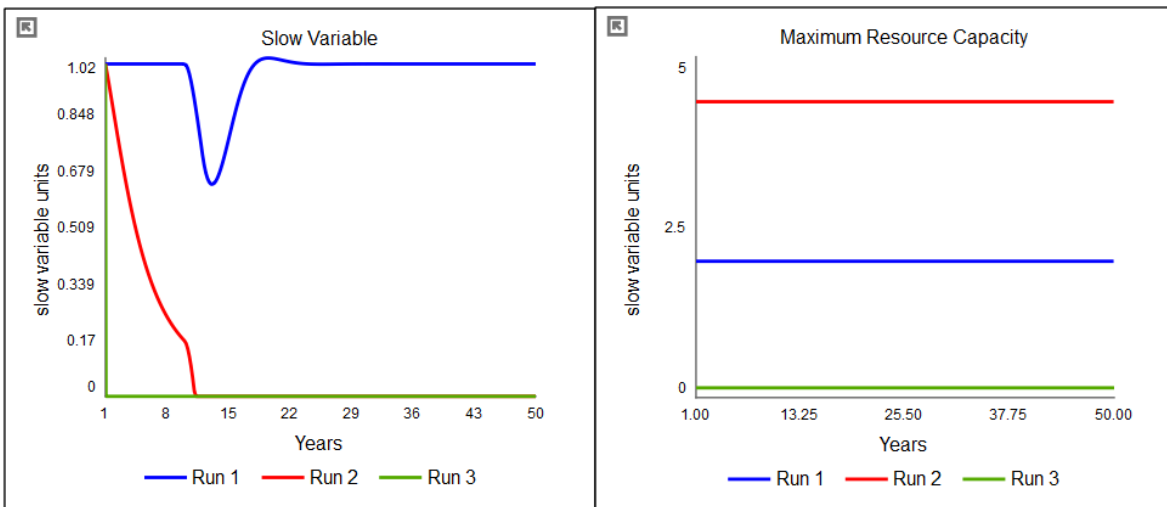 Slow Variable
slow variable units
1.02
0.848
0.679
0.509
0.339
0.17
0
1 8 15 22 29 36 43 50
Years
Run 1 Run 2 Run 3
Maximum Resource Capacity
slow variable units
5
2.5
0
1.00 13.25 25.50 37.75 50.00
Years
Run 1 Run 2 Run 3